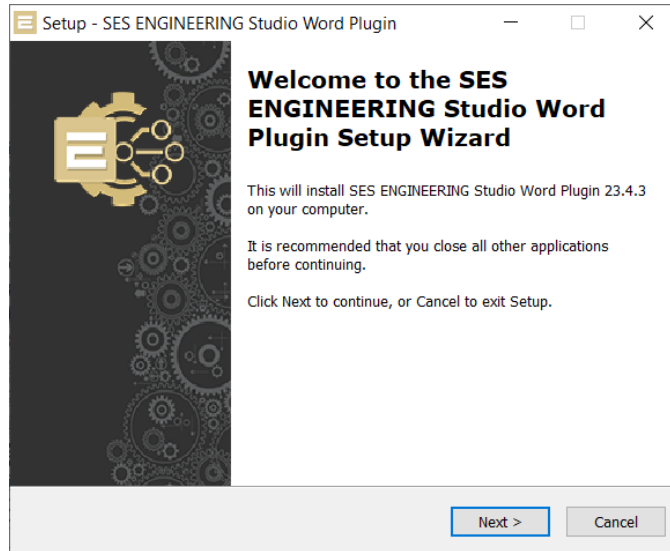 Setup - SES ENGINEERING Studio Word Plugin
Welcome to the SES
ENGINEERING Studio Word
Plugin Setup Wizard
This will install SES ENGINEERING Studio Word Plugin 23.4.3
on your computer.
It is recommended that you close all other applications
before continuing.
Click Next to continue, or Cancel to exit Setup.
Next >
Cancel